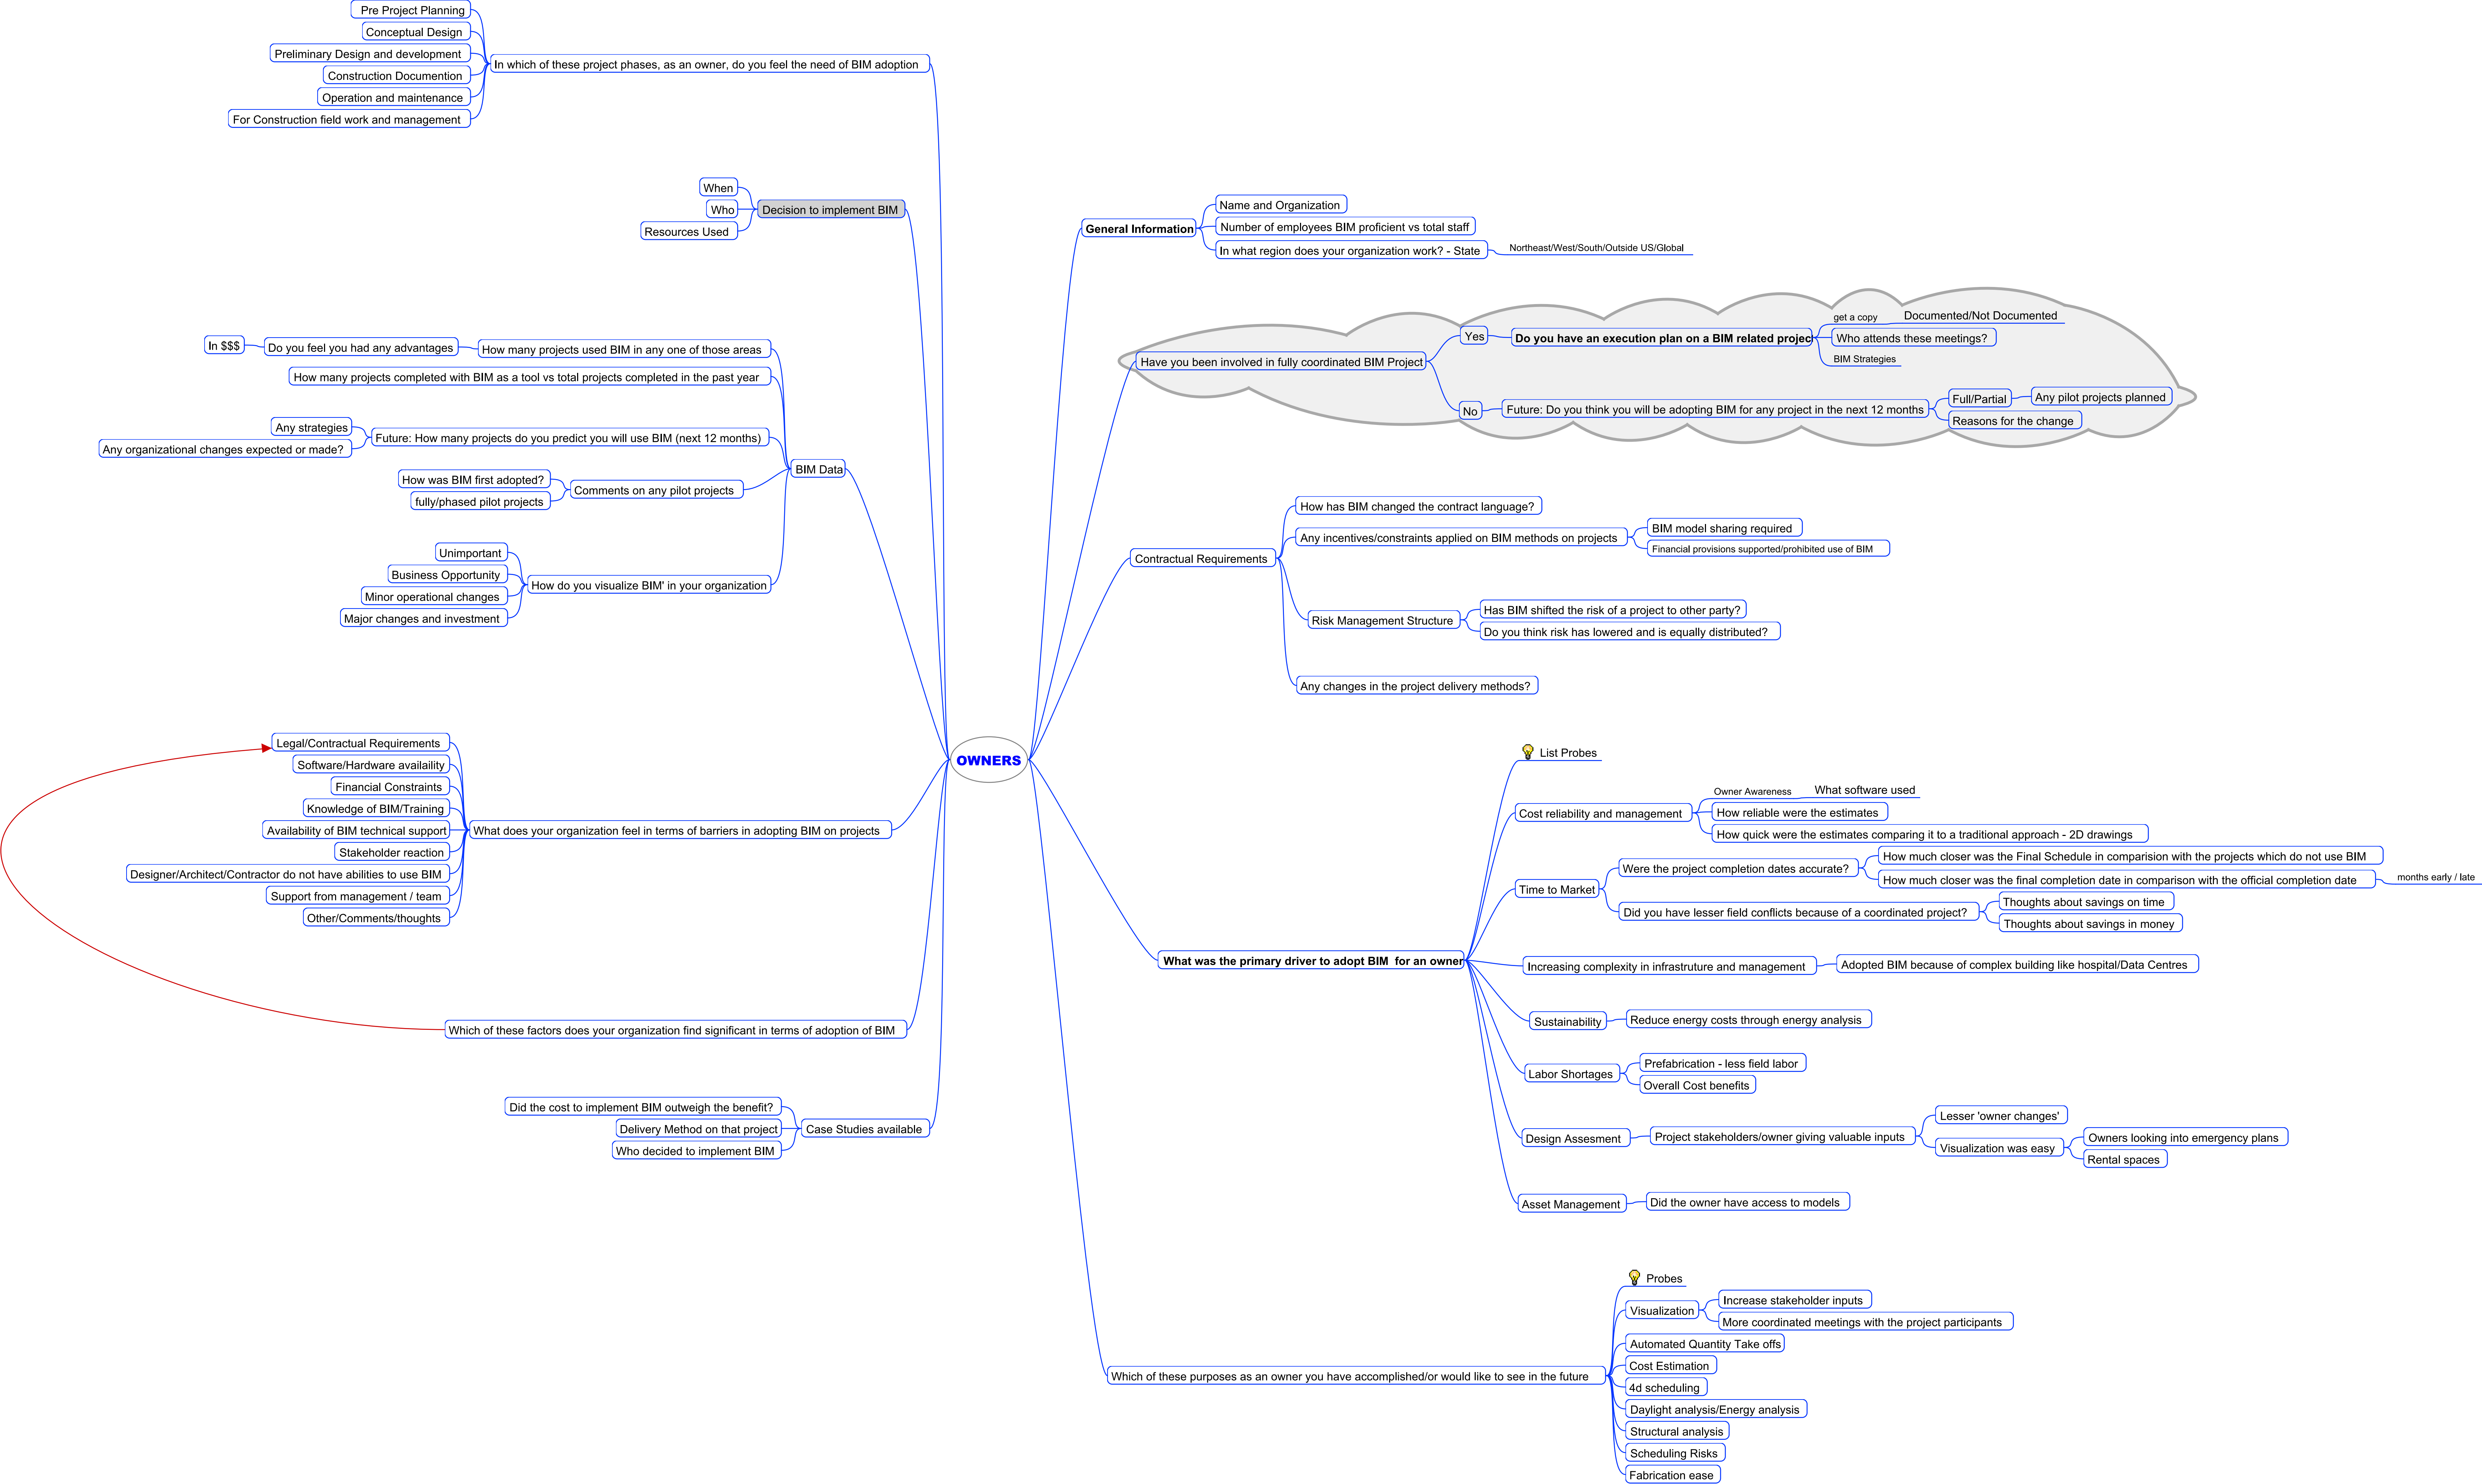 OWNERS
General Information
Name and Organization
Number of employees BIM proficient vs total staff
In what region does your organization work? - State
Northeast/West/South/Outside US/Global
Have you been involved in fully coordinated BIM Project
Yes
Do you have an execution plan on a BIM related projec
get a copy
Documented/Not Documented
Who attends these meetings?
BIM Strategies
No
Future: Do you think you will be adopting BIM for any project in the next 12 months
Full/Partial
Any pilot projects planned
Reasons for the change
Contractual Requirements
How has BIM changed the contract language?
Any incentives/constraints applied on BIM methods on projects
BIM model sharing required
Financial provisions supported/prohibited use of BIM
Risk Management Structure
Has BIM shifted the risk of a project to other party?
Do you think risk has lowered and is equally distributed?
Any changes in the project delivery methods?
What was the primary driver to adopt BIM  for an owner
List Probes
Cost reliability and management
Owner Awareness
What software used
How reliable were the estimates
How quick were the estimates comparing it to a traditional approach - 2D drawings
Time to Market
Were the project completion dates accurate?
How much closer was the Final Schedule in comparision with the projects which do not use BIM
How much closer was the final completion date in comparison with the official completion date
months early / late
Did you have lesser field conflicts because of a coordinated project?
Thoughts about savings on time
Thoughts about savings in money
Increasing complexity in infrastruture and management
Adopted BIM because of complex building like hospital/Data Centres
Sustainability
Reduce energy costs through energy analysis
Labor Shortages
Prefabrication - less field labor
Overall Cost benefits
Design Assesment
Project stakeholders/owner giving valuable inputs
Lesser 'owner changes'
Visualization was easy
Owners looking into emergency plans
Rental spaces
Asset Management
Did the owner have access to models
Which of these purposes as an owner you have accomplished/or would like to see in the future
Probes
Visualization
Increase stakeholder inputs
More coordinated meetings with the project participants
Automated Quantity Take offs
Cost Estimation
4d scheduling
Daylight analysis/Energy analysis
Structural analysis
Scheduling Risks
Fabrication ease
In which of these project phases, as an owner, do you feel the need of BIM adoption
Pre Project Planning
Conceptual Design
Preliminary Design and development
Construction Documention
Operation and maintenance
For Construction field work and management
Decision to implement BIM
When
Who
Resources Used
BIM Data
How many projects used BIM in any one of those areas
Do you feel you had any advantages
In $$$
How many projects completed with BIM as a tool vs total projects completed in the past year
Future: How many projects do you predict you will use BIM (next 12 months)
Any strategies
Any organizational changes expected or made?
Comments on any pilot projects
How was BIM first adopted?
fully/phased pilot projects
How do you visualize BIM' in your organization
Unimportant
Business Opportunity
Minor operational changes
Major changes and investment
What does your organization feel in terms of barriers in adopting BIM on projects
Legal/Contractual Requirements
Software/Hardware availaility
Financial Constraints
Knowledge of BIM/Training
Availability of BIM technical support
Stakeholder reaction
Designer/Architect/Contractor do not have abilities to use BIM
Support from management / team
Other/Comments/thoughts
Which of these factors does your organization find significant in terms of adoption of BIM
Case Studies available
Did the cost to implement BIM outweigh the benefit?
Delivery Method on that project
Who decided to implement BIM